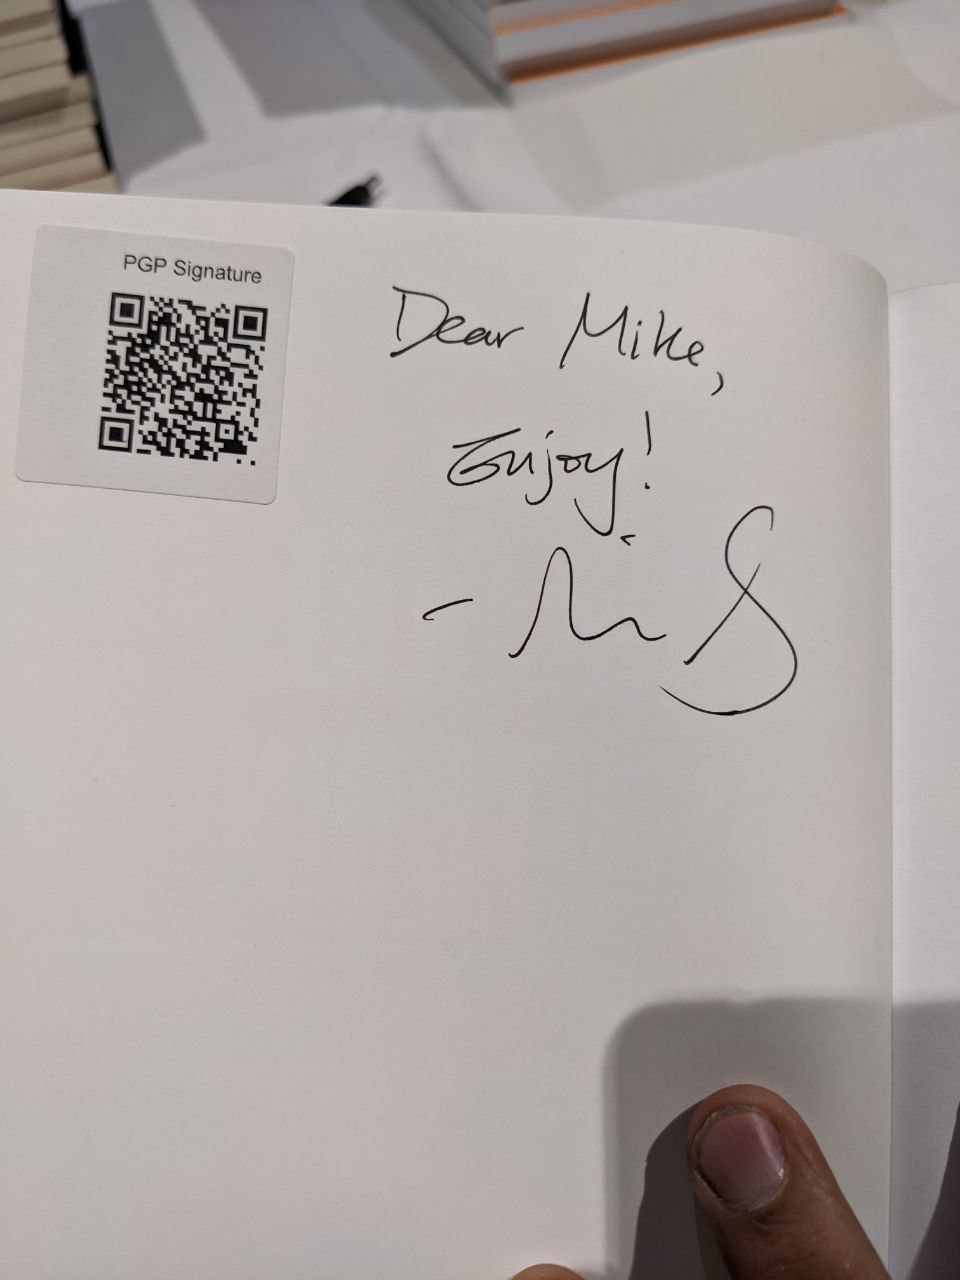 PGP Signature
Dear Mike,
Enjoy!